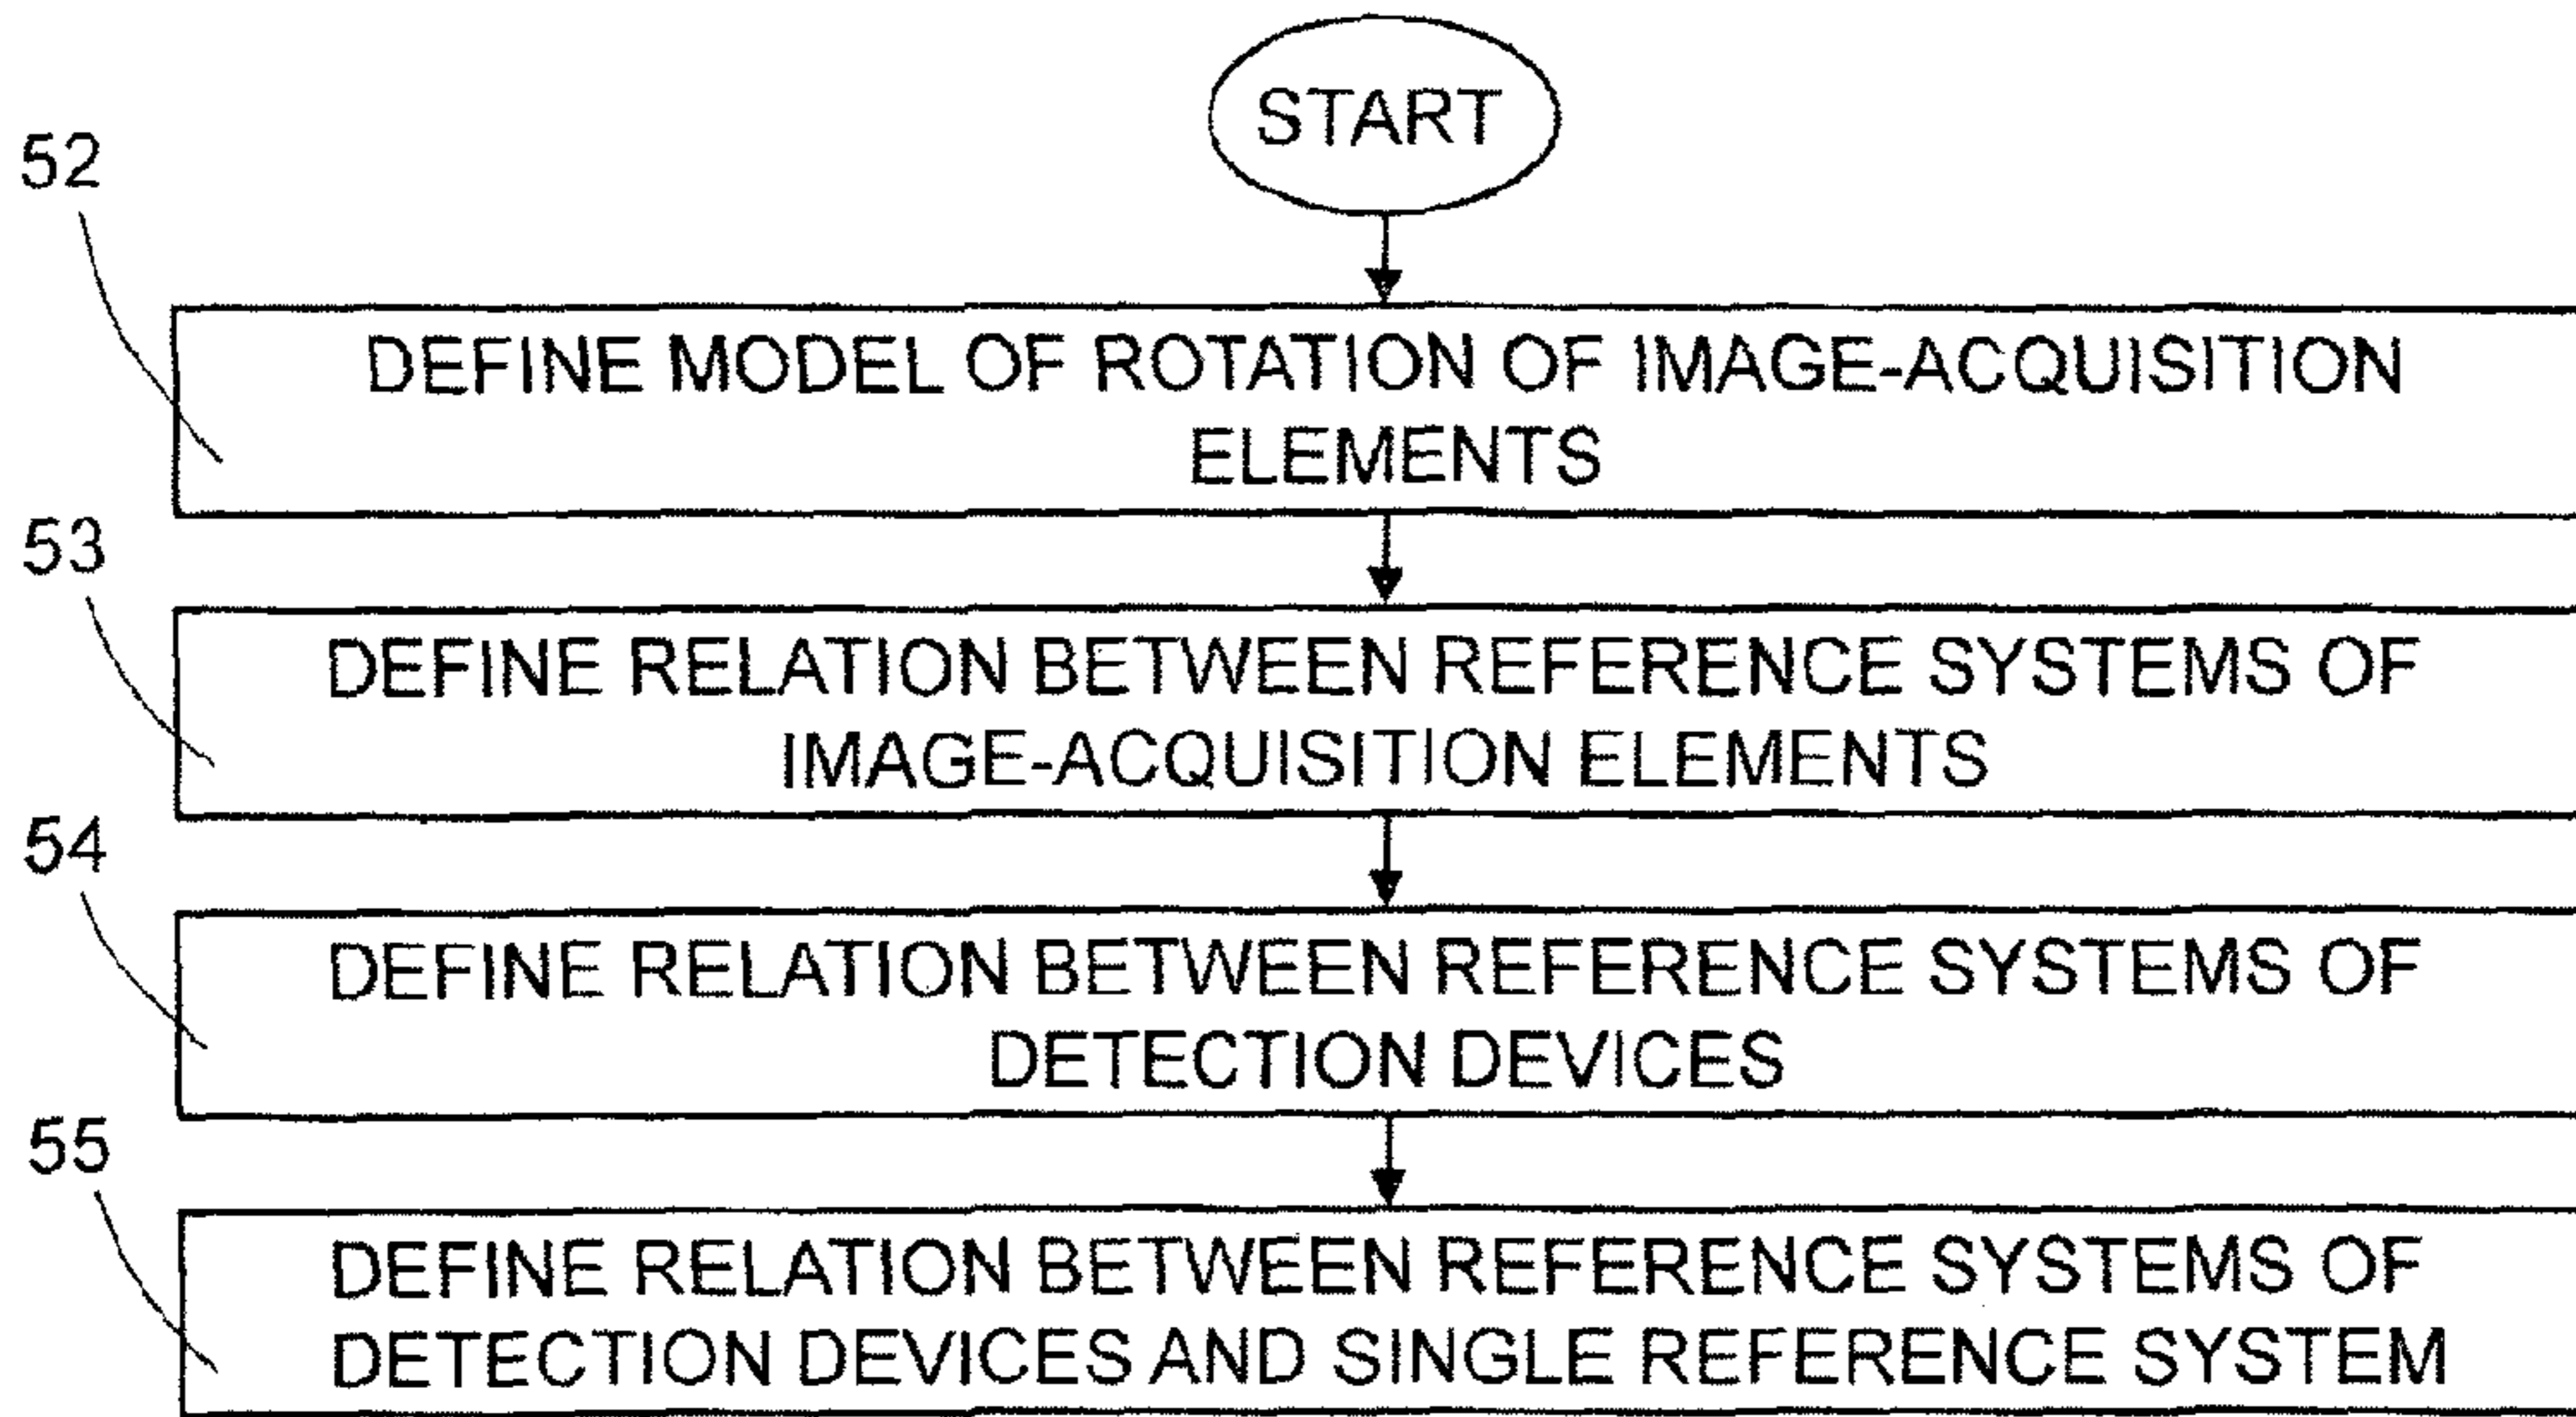 START
52
DEFINE MODEL OF ROTATION OF IMAGE-ACQUISITION
ELEMENTS
53
DEFINE RELATION BETWEEN REFERENCE SYSTEMS OF
IMAGE-ACQUISITION ELEMENTS
54
DEFINE RELATION BETWEEN REFERENCE SYSTEMS OF
DETECTION DEVICES
55
DEFINE RELATION BETWEEN REFERENCE SYSTEMS OF
DETECTION DEVICES AND SINGLE REFERENCE SYSTEM